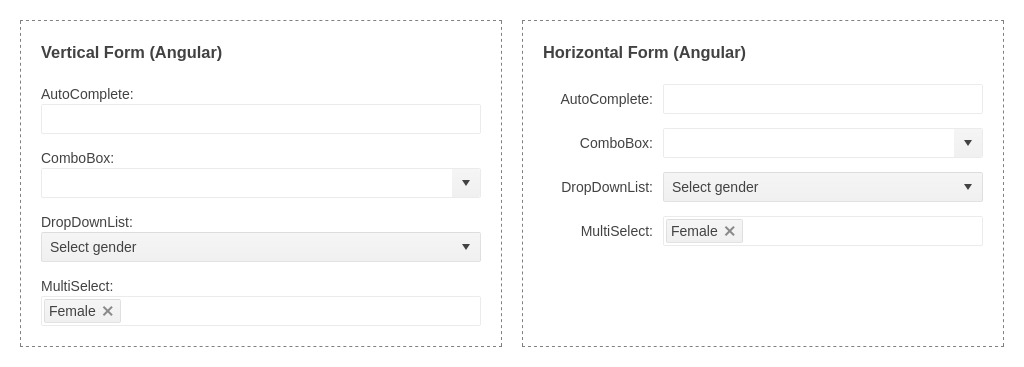 Vertical Form (Angular)
AutoComplete:
ComboBox:
DropDownList:
Select gender
MultiSelect:
Female
Horizontal Form (Angular)
AutoComplete:
ComboBox:
DropDownList: Select gender
MultiSelect: Female